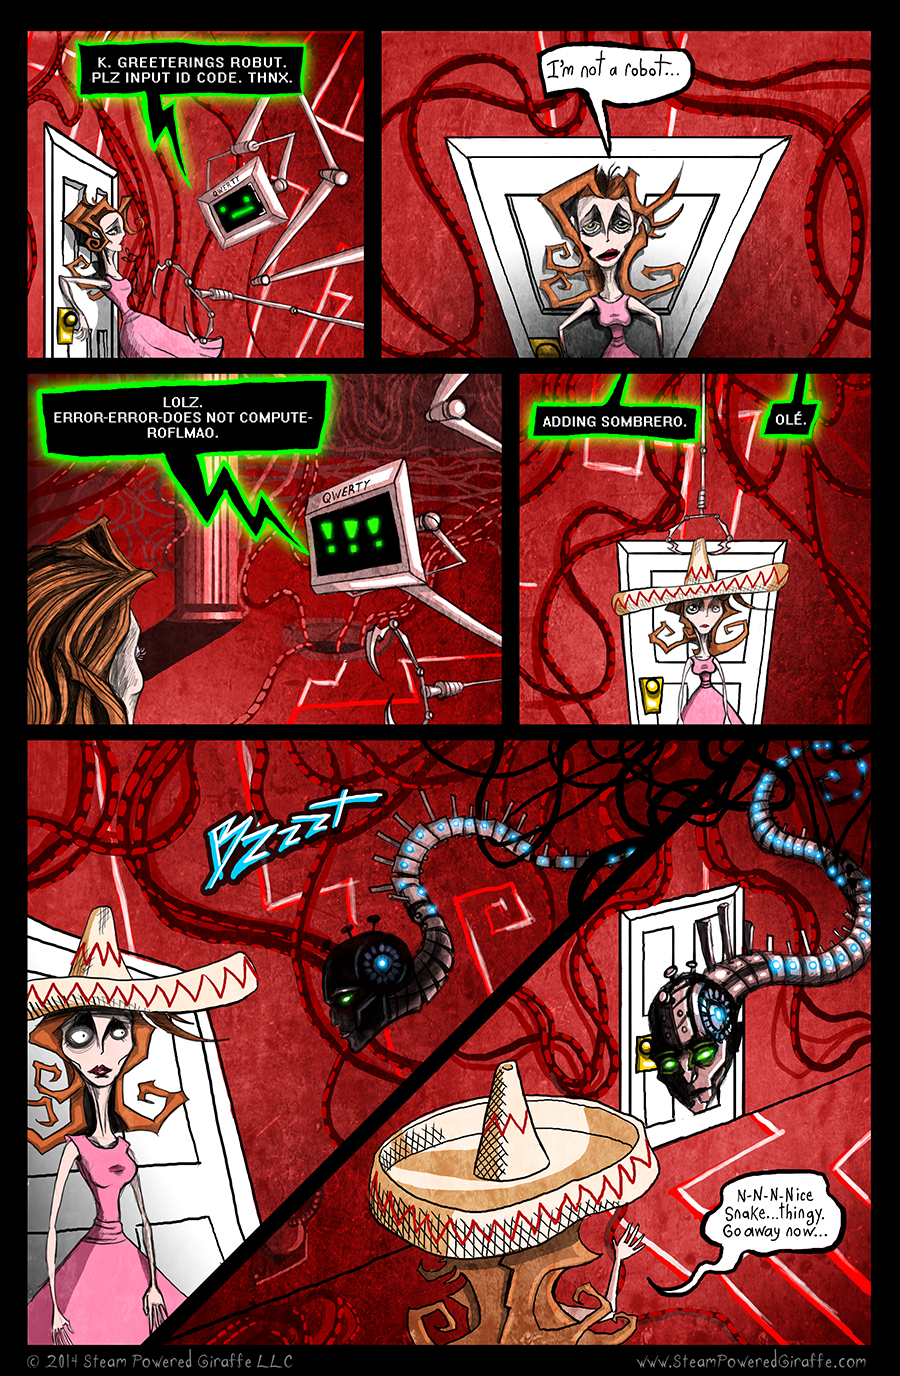 K. GREETERINGS ROBUT.
PLZ INPUT ID CODE. THNX.
QWERTY
I'm not a robot...
LOLZ.
ERROR-ERROR-DOES NOT COMPUTE-
ROFLMAO.
QWERTY
ADDING SOMBRERO.
OLÉ.
Bzzzt
N-N-N-Nice
Snake...thingy.
Go away now...
© 2014 Steam Powered Giraffe LLC
www.SteamPoweredGiraffe.com